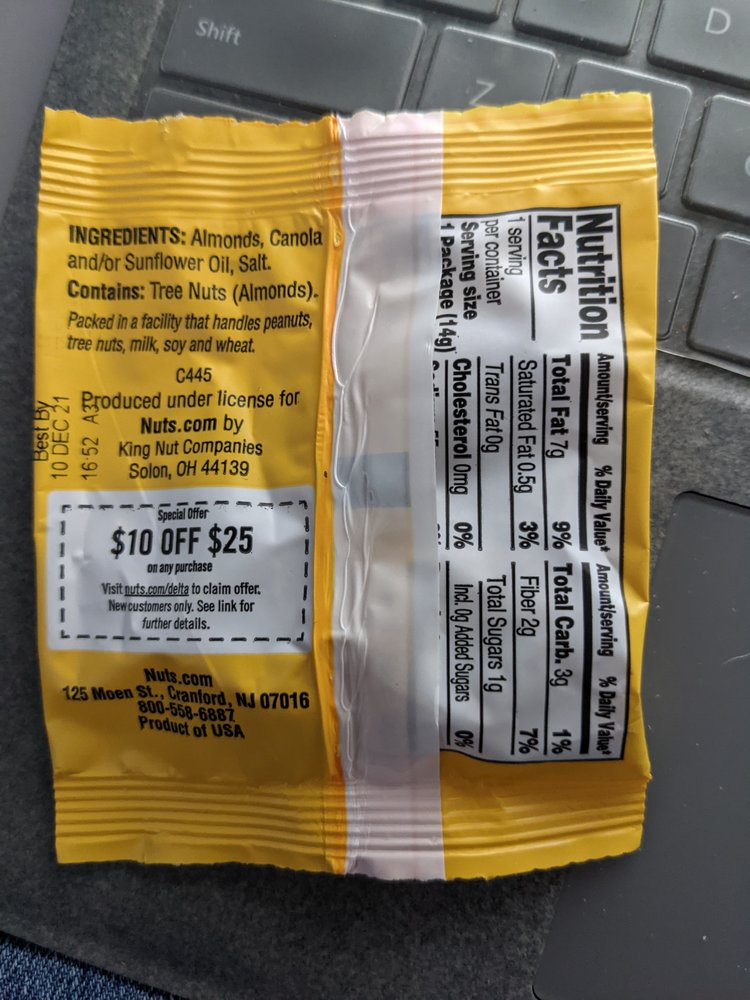 Shift
Z
D
INGREDIENTS: Almonds, Canola
and/or Sunflower Oil, Salt.
Contains: Tree Nuts (Almonds).
Packed in a facility that handles peanuts,
tree nuts, milk, soy and wheat.
C445
Produced under license for
Nuts.com by
King Nut Companies
Solon, OH 44139
Best By
10 DEC 21
16:52
Special Offer
$10 OFF $25
on any purchase
Visit nuts.com/delta to claim offer.
New customers only. See link for
further details.
Nuts.com
125 Moen St., Cranford, NJ 07016
800-558-6887
Product of USA
Nutrition
Facts
1 serving
per container
Serving size
1 Package (14g)
Amount/serving % Daily Value*
Total Fat 7g 9%
Saturated Fat 0.5g 3%
Trans Fat 0g
Cholesterol 0mg 0%
Amount/serving % Daily Value*
Total Carb. 3g 1%
Fiber 2g 7%
Total Sugars 1g
Incl. 0g Added Sugars 0%